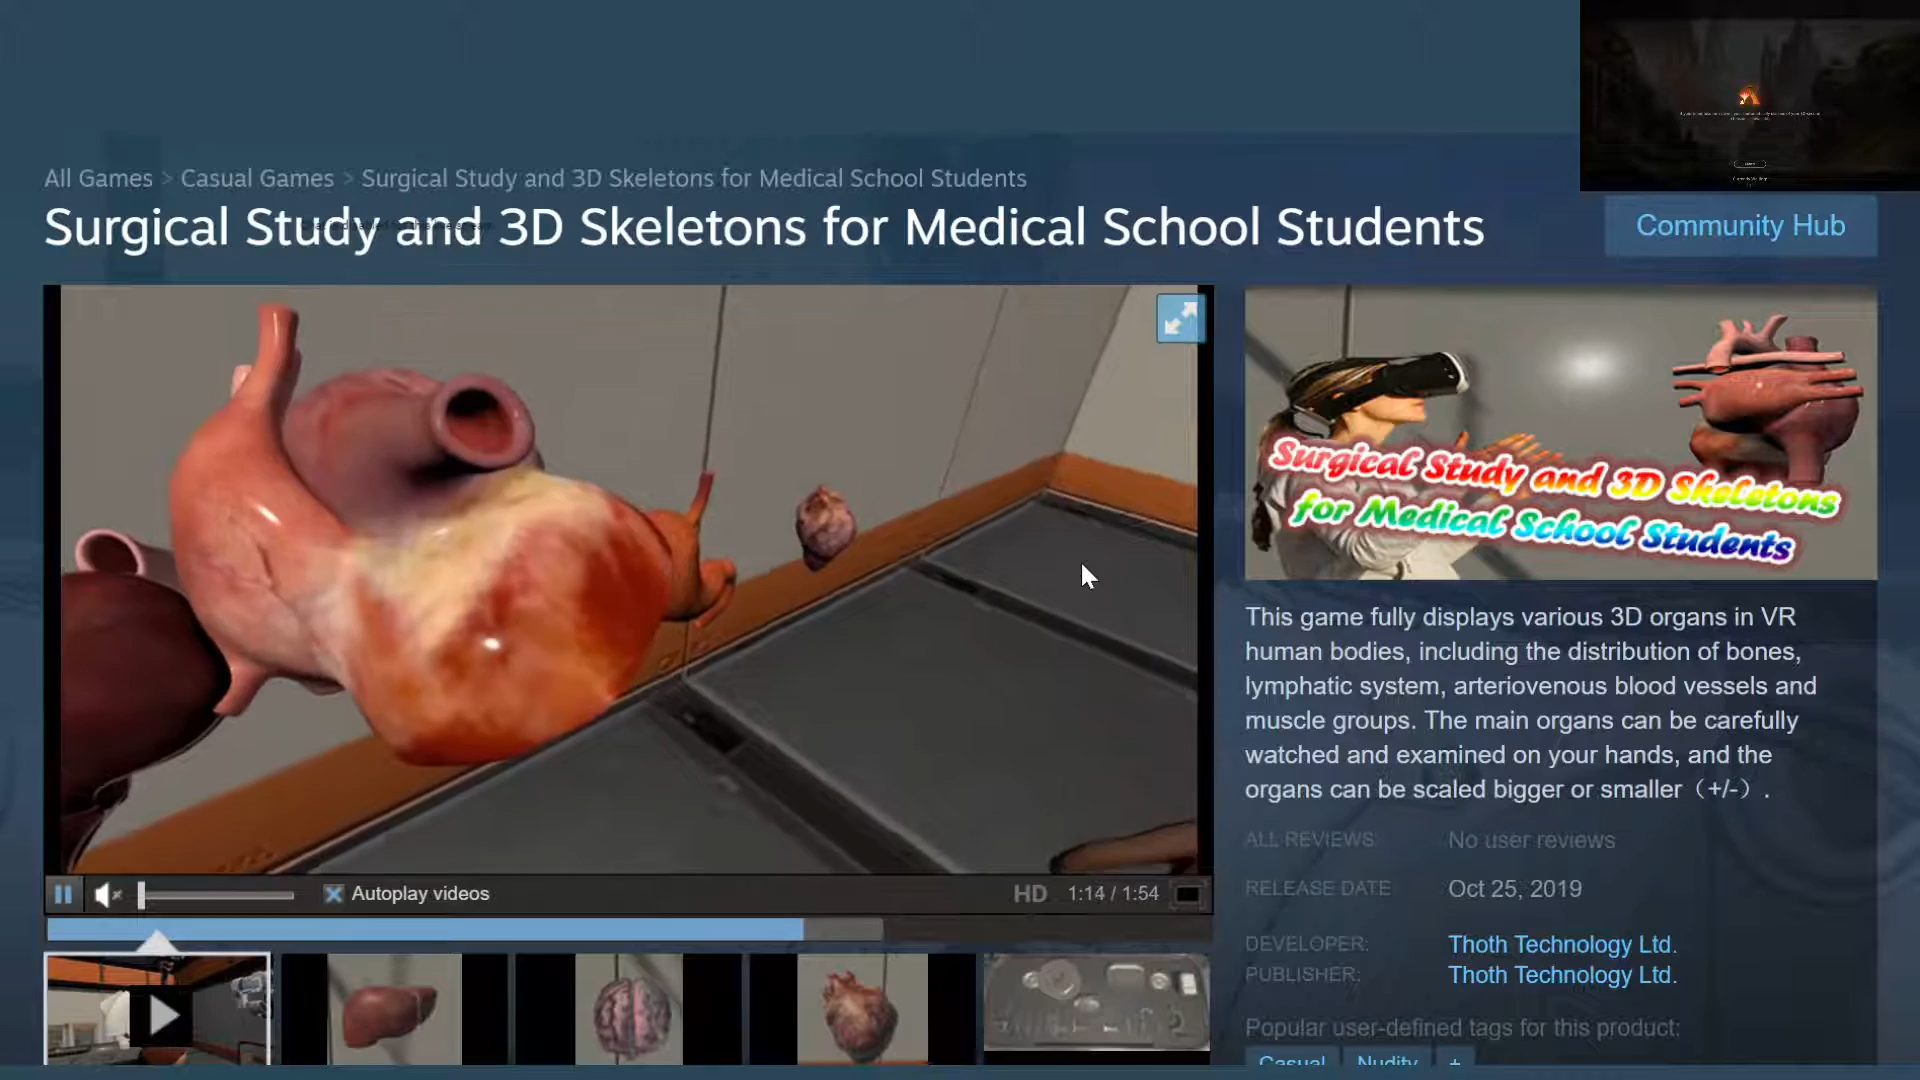 All Games > Casual Games > Surgical Study and 3D Skeletons for Medical School Students
Surgical Study and 3D Skeletons for Medical School Students
Community Hub
Surgical Study and 3D Skeletons
for Medical School Students
This game fully displays various 3D organs in VR
human bodies, including the distribution of bones,
lymphatic system, arteriovenous blood vessels and
muscle groups. The main organs can be carefully
watched and examined on your hands, and the
organs can be scaled bigger or smaller（+/-）.
ALL REVIEWS: No user reviews
RELEASE DATE Oct 25, 2019
Autoplay videos
HD 1:14 / 1:54
DEVELOPER: Thoth Technology Ltd.
PUBLISHER: Thoth Technology Ltd.
Popular user-defined tags for this product:
Casual Nudity +